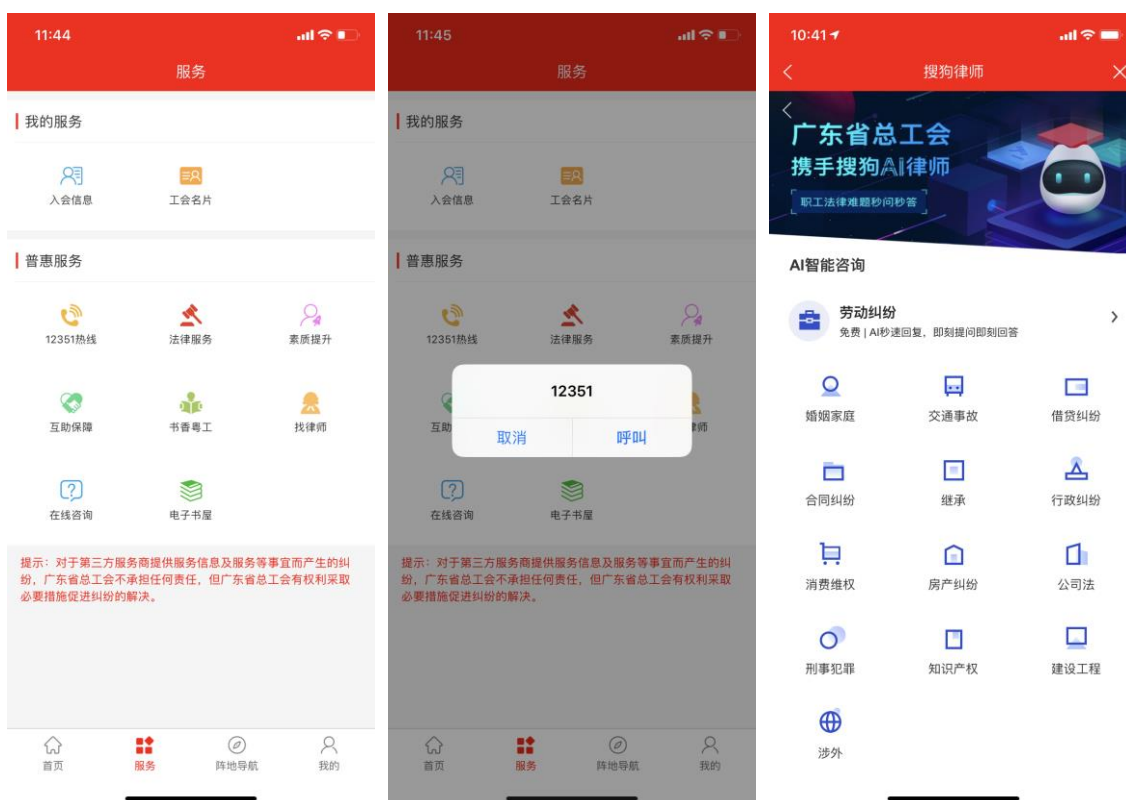 11:44
服务
我的服务
入会信息
工会名片
普惠服务
12351热线
法律服务
素质提升
互助保障
书香粤工
找律师
在线咨询
电子书屋
提示：对于第三方服务商提供服务信息及服务等事宜而产生的纠
纷，广东省总工会不承担任何责任，但广东省总工会有权利采取
必要措施促进纠纷的解决。
首页
服务
阵地导航
我的
11:45
服务
我的服务
入会信息
工会名片
普惠服务
12351热线
法律服务
素质提升
12351
取消
呼叫
互助
律师
在线咨询
电子书屋
提示：对于第三方服务商提供服务信息及服务等事宜而产生的纠
纷，广东省总工会不承担任何责任，但广东省总工会有权利采取
必要措施促进纠纷的解决。
首页
服务
阵地导航
我的
10:41
搜狗律师
广东省总工会
携手搜狗AI律师
职工法律难题秒问秒答
AI智能咨询
劳动纠纷
免费 | AI秒速回复，即刻提问即刻回答
婚姻家庭
交通事故
借贷纠纷
合同纠纷
继承
行政纠纷
消费维权
房产纠纷
公司法
刑事犯罪
知识产权
建设工程
涉外